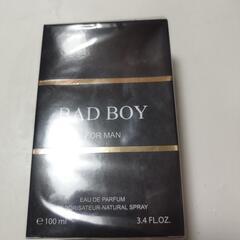 BAD BOY
FOR MAN
EAU DE PARFUM
VAPORISATEUR-NATURAL SPRAY
℮ 100 ml
3.4 FL.OZ.